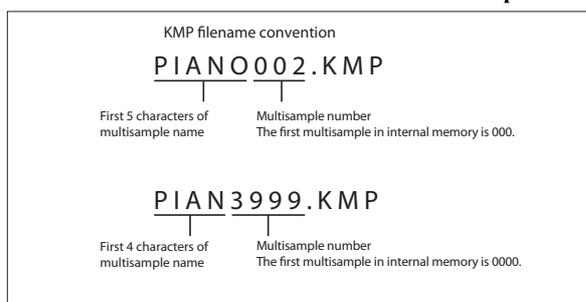 KMP filename convention
PIANO002.KMP
First 5 characters of
multisample name
Multisample number
The first multisample in internal memory is 000.
PIAN3999.KMP
First 4 characters of
multisample name
Multisample number
The first multisample in internal memory is 0000.